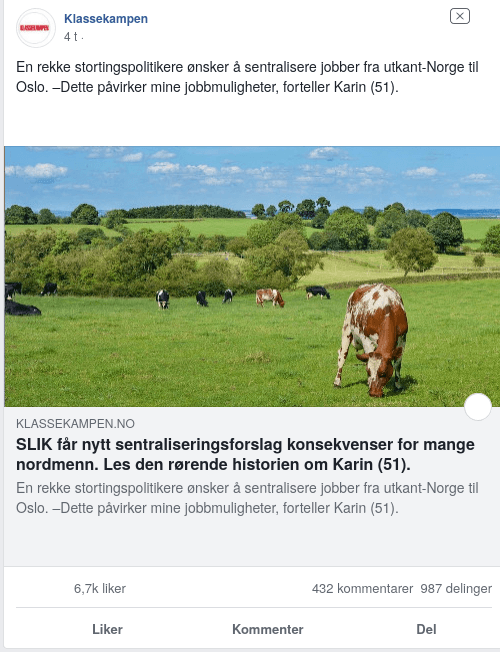 KLASSEKAMPEN
Klassekampen
4 t ·
En rekke stortingspolitikere ønsker å sentralisere jobber fra utkant-Norge til
Oslo. –Dette påvirker mine jobbmuligheter, forteller Karin (51).
KLASSEKAMPEN.NO
SLIK får nytt sentraliseringsforslag konsekvenser for mange
nordmenn. Les den rørende historien om Karin (51).
En rekke stortingspolitikere ønsker å sentralisere jobber fra utkant-Norge til
Oslo. –Dette påvirker mine jobbmuligheter, forteller Karin (51).
6,7k liker 432 kommentarer 987 delinger
Liker Kommenter Del